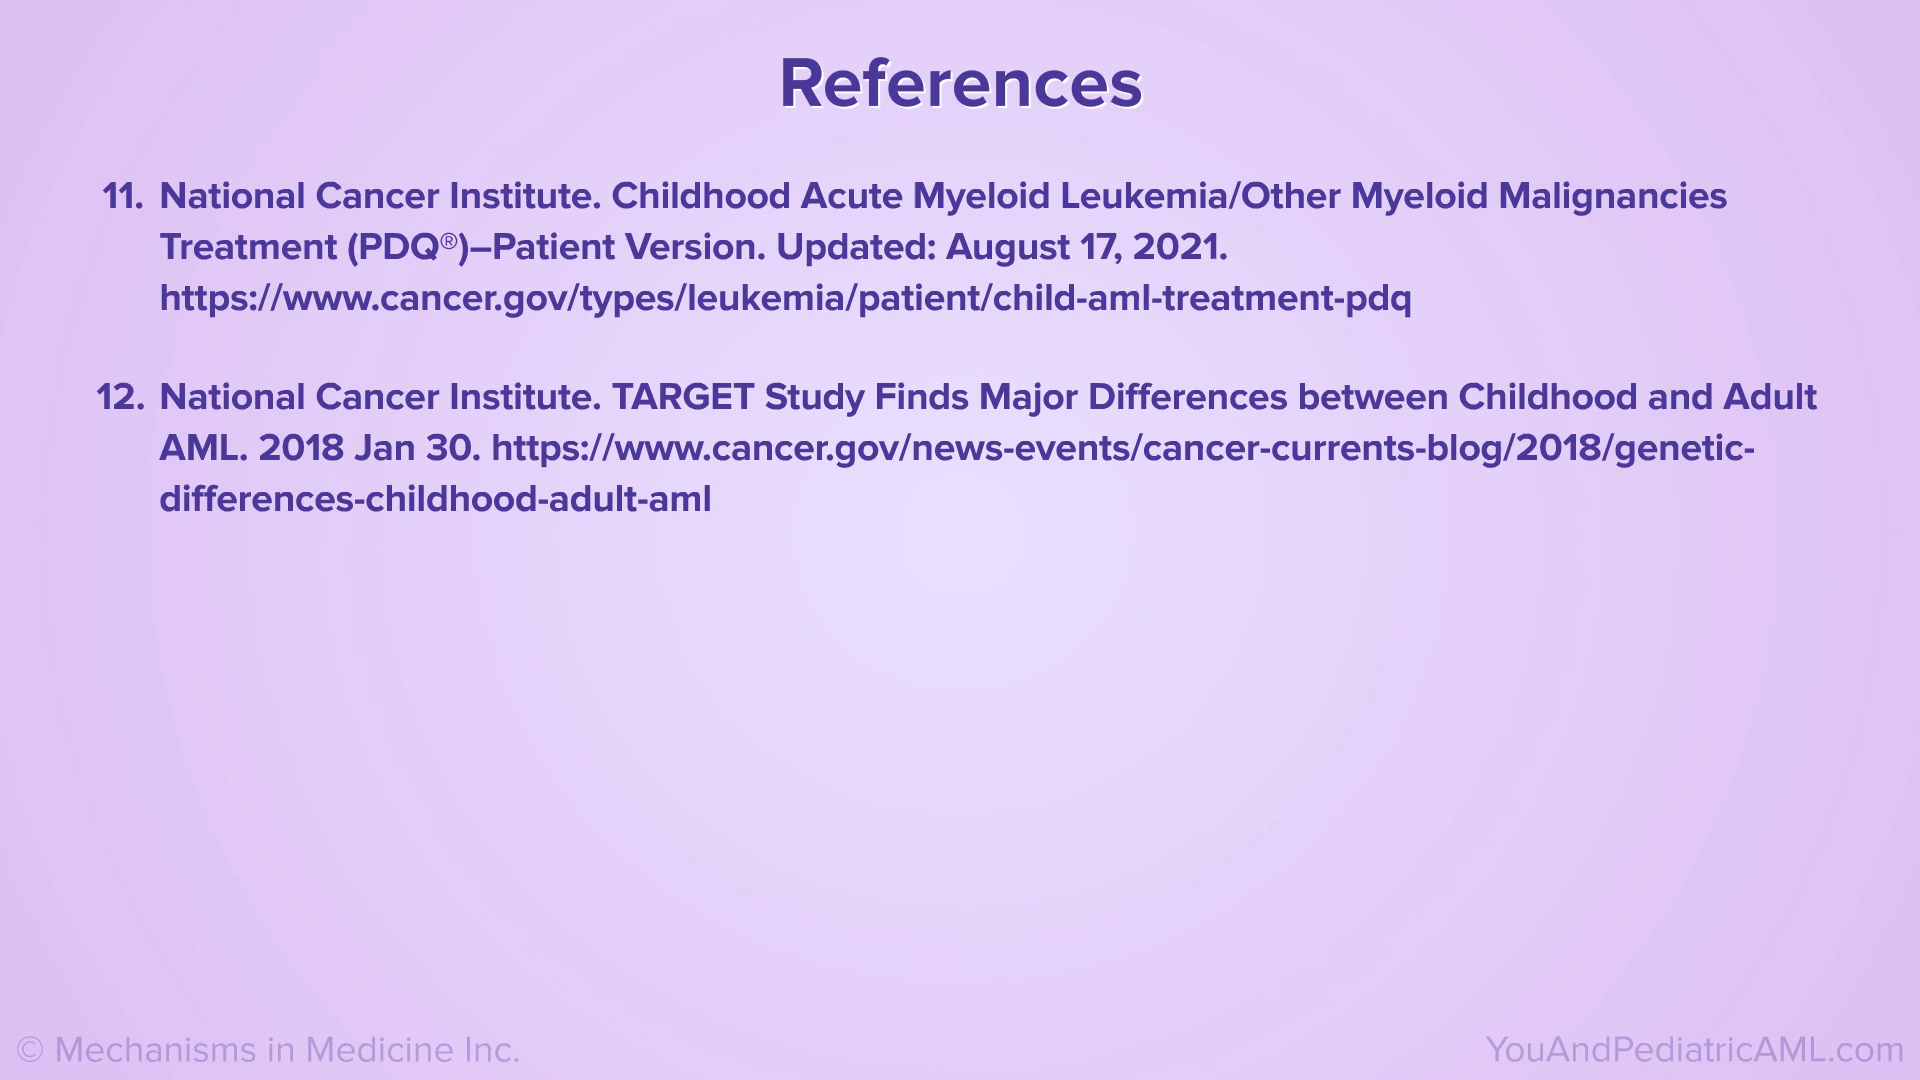 References
11. National Cancer Institute. Childhood Acute Myeloid Leukemia/Other Myeloid Malignancies
Treatment (PDQ®)–Patient Version. Updated: August 17, 2021.
https://www.cancer.gov/types/leukemia/patient/child-aml-treatment-pdq
12. National Cancer Institute. TARGET Study Finds Major Differences between Childhood and Adult
AML. 2018 Jan 30. https://www.cancer.gov/news-events/cancer-currents-blog/2018/genetic-
differences-childhood-adult-aml
© Mechanisms in Medicine Inc.
YouAndPediatricAML.com